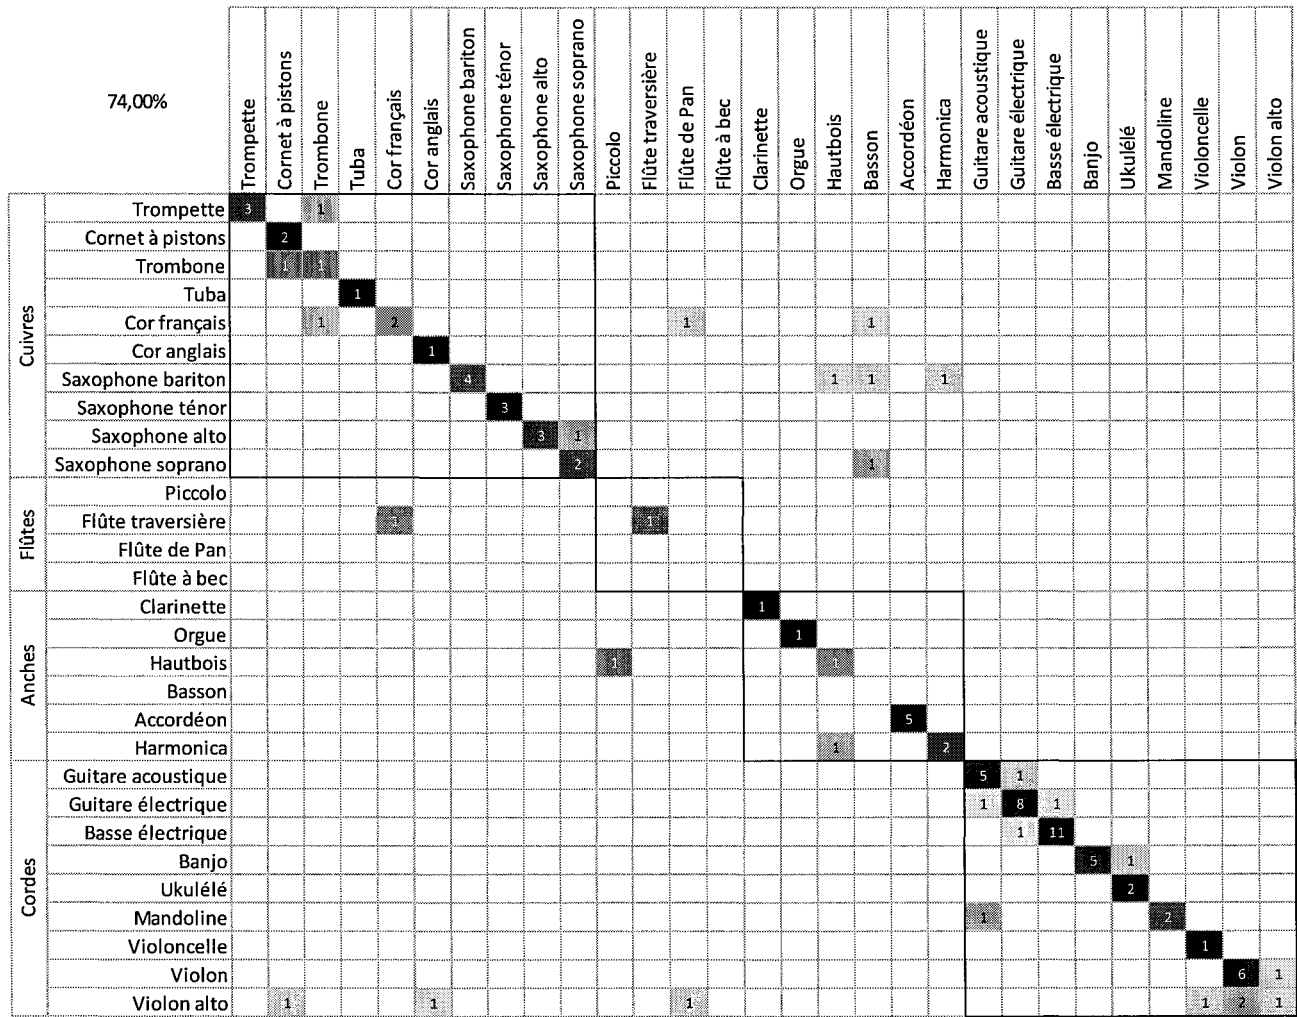 74,00%
Trompette
Cornet à pistons
Trombone
Tuba
Cor français
Cor anglais
Saxophone bariton
Saxophone ténor
Saxophone alto
Saxophone soprano
Piccolo
Flûte traversière
Flûte de Pan
Flûte à bec
Clarinette
Orgue
Hautbois
Basson
Accordéon
Harmonica
Guitare acoustique
Guitare électrique
Basse électrique
Banjo
Ukulélé
Mandoline
Violoncelle
Violon
Violon alto
Cuivres
Trompette 3 1
Cornet à pistons 2
Trombone 1 1
Tuba 1
Cor français 1 2 1 1
Cor anglais 1
Saxophone bariton 4 1 1 1
Saxophone ténor 3
Saxophone alto 3 1
Saxophone soprano 2 1
Flûtes
Piccolo
Flûte traversière 1 1
Flûte de Pan
Flûte à bec
Anches
Clarinette 1
Orgue 1
Hautbois 1 1
Basson
Accordéon 5
Harmonica 1 2
Cordes
Guitare acoustique 5 1
Guitare électrique 1 8 1
Basse électrique 1 11
Banjo 5 1
Ukulélé 2
Mandoline 1 2
Violoncelle 1
Violon 6 1
Violon alto 1 1 1 1 2 1